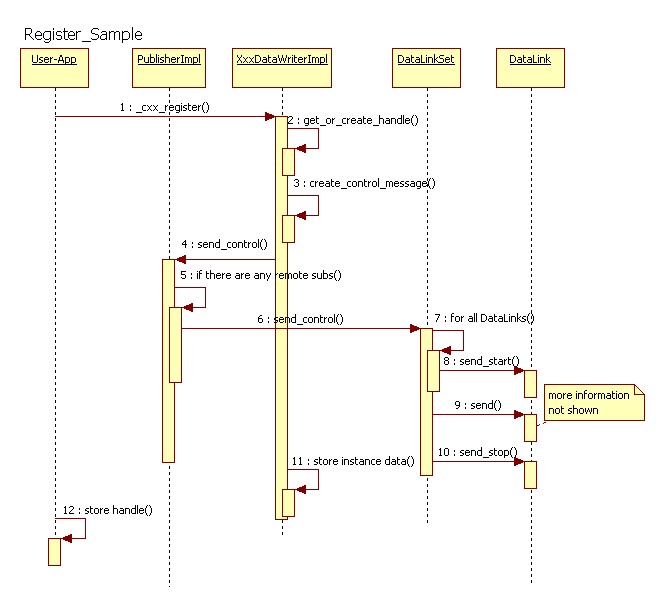 Register_Sample
User-App
PublisherImpl
XxxDataWriterImpl
DataLinkSet
DataLink
1 : _cxx_register()
2 : get_or_create_handle()
3 : create_control_message()
4 : send_control()
5 : if there are any remote subs()
6 : send_control()
7 : for all DataLinks()
8 : send_start()
more information
not shown
9 : send()
10 : send_stop()
11 : store instance data()
12 : store handle()